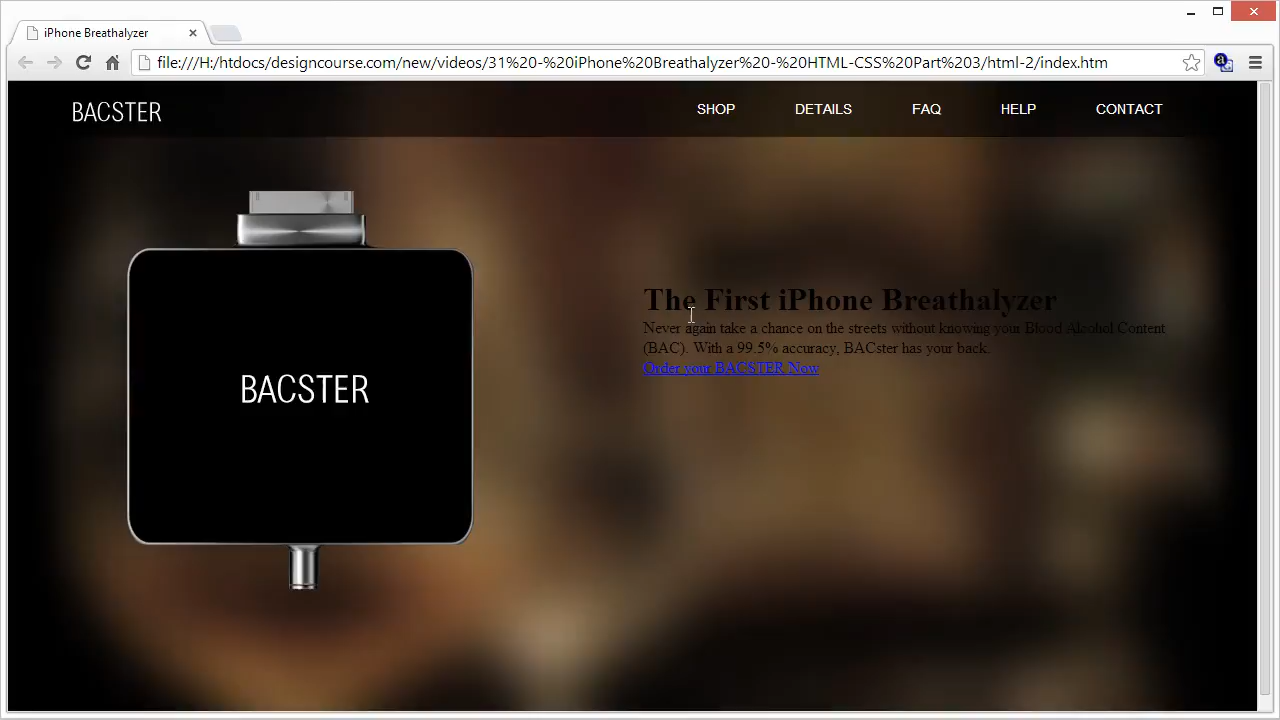 iPhone Breathalyzer
file:///H:/htdocs/designcourse.com/new/videos/31%20-%20iPhone%20Breathalyzer%20-%20HTML-CSS%20Part%203/html-2/index.htm
BACSTER
SHOP DETAILS FAQ HELP CONTACT
The First iPhone Breathalyzer
Never again take a chance on the streets without knowing your Blood Alcohol Content
(BAC). With a 99.5% accuracy, BACster has your back.
Order your BACSTER Now
BACSTER